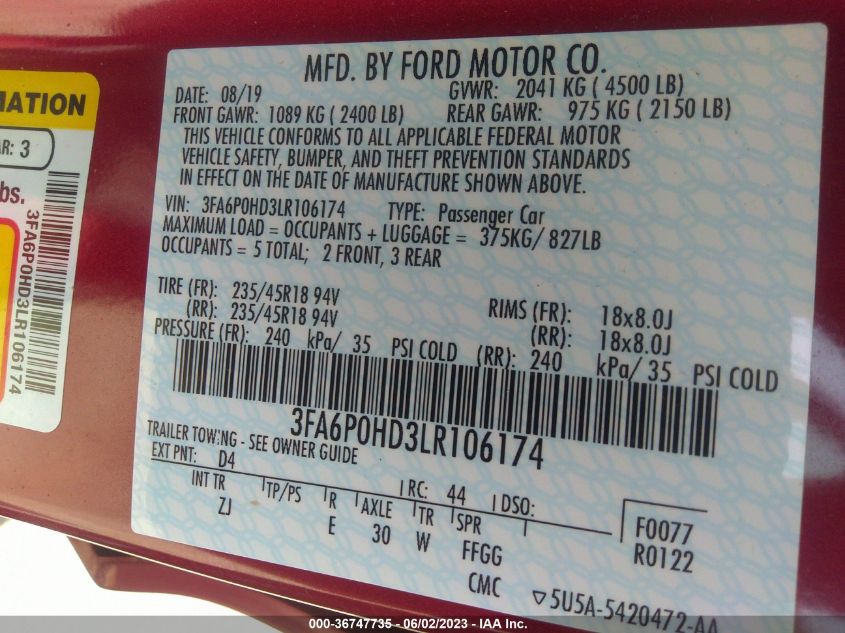 MFD. BY FORD MOTOR CO.
DATE: 08/19 GVWR: 2041 KG ( 4500 LB)
FRONT GAWR: 1089 KG ( 2400 LB) REAR GAWR: 975 KG ( 2150 LB)
THIS VEHICLE CONFORMS TO ALL APPLICABLE FEDERAL MOTOR
VEHICLE SAFETY, BUMPER, AND THEFT PREVENTION STANDARDS
IN EFFECT ON THE DATE OF MANUFACTURE SHOWN ABOVE.
VIN: 3FA6P0HD3LR106174 TYPE: Passenger Car
MAXIMUM LOAD = OCCUPANTS + LUGGAGE = 375KG/ 827LB
OCCUPANTS = 5 TOTAL; 2 FRONT, 3 REAR
TIRE (FR): 235/45R18 94V RIMS (FR): 18x8.0J
(RR): 235/45R18 94V (RR): 18x8.0J
PRESSURE (FR): 240 kPa/ 35 PSI COLD (RR): 240 kPa/ 35 PSI COLD
3FA6P0HD3LR106174
TRAILER TOWING - SEE OWNER GUIDE
EXT PNT: D4 RC: 44 DSO:
INT TR TP/PS R AXLE TR SPR F0077
ZJ E 30 W FFGG R0122
CMC
▽5U5A-5420472-AA
MATION
AR: 3
bs.
3FA6P0HD3LR106174
000-36747735 - 06/02/2023 - IAA Inc.